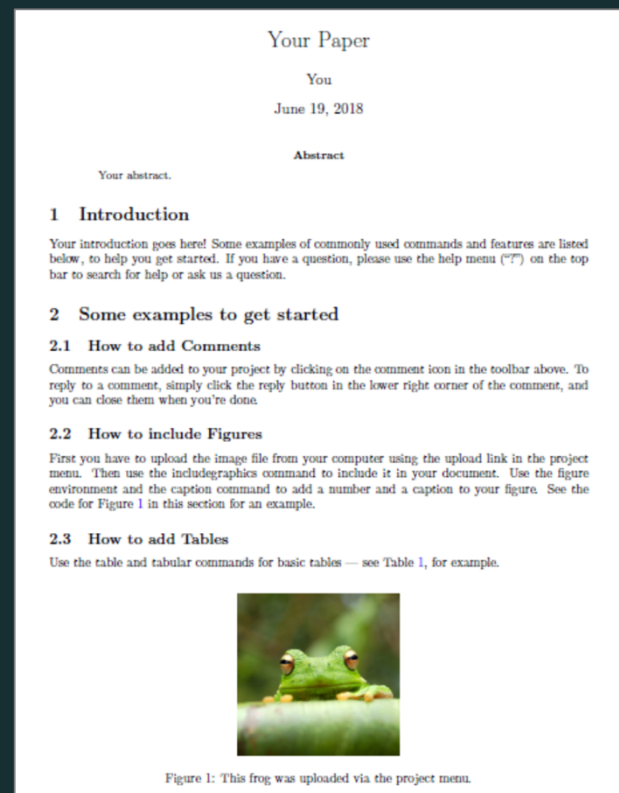 Your Paper
You
June 19, 2018
Abstract
Your abstract.
1 Introduction
Your introduction goes here! Some examples of commonly used commands and features are listed
below, to help you get started. If you have a question, please use the help menu (“?”) on the top
bar to search for help or ask us a question.
2 Some examples to get started
2.1 How to add Comments
Comments can be added to your project by clicking on the comment icon in the toolbar above. To
reply to a comment, simply click the reply button in the lower right corner of the comment, and
you can close them when you're done.
2.2 How to include Figures
First you have to upload the image file from your computer using the upload link in the project
menu. Then use the includegraphics command to include it in your document. Use the figure
environment and the caption command to add a number and a caption to your figure. See the
code for Figure 1 in this section for an example.
2.3 How to add Tables
Use the table and tabular commands for basic tables — see Table 1, for example.
Figure 1: This frog was uploaded via the project menu.